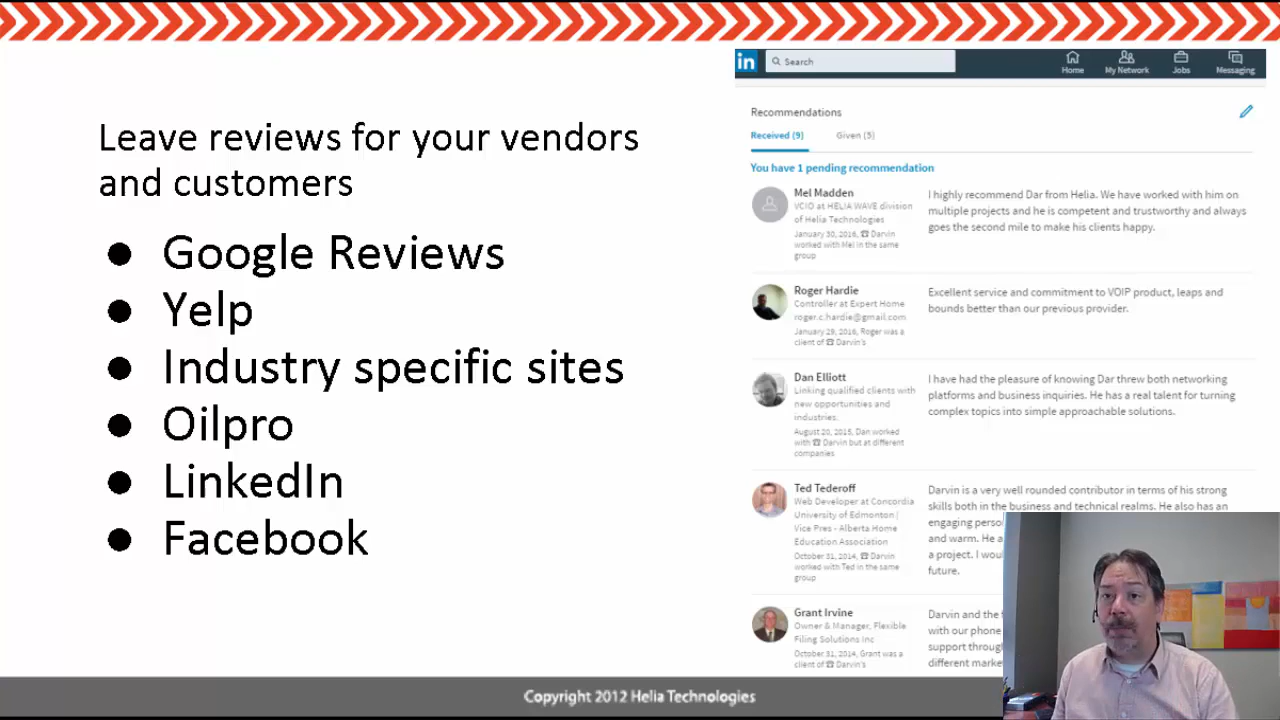 Leave reviews for your vendors
and customers
● Google Reviews
● Yelp
● Industry specific sites
● Oilpro
● LinkedIn
● Facebook
in
Search
Home
My Network
Jobs
Messaging
Recommendations
Received (9)
Given (5)
You have 1 pending recommendation
Mel Madden
VCIO at HELIA WAVE division
of Helia Technologies
January 30, 2016, ☎ Darvin
worked with Mel in the same
group
I highly recommend Dar from Helia. We have worked with him on
multiple projects and he is competent and trustworthy and always
goes the second mile to make his clients happy.
Roger Hardie
Controller at Expert Home
roger.c.hardie@gmail.com
January 29, 2016, Roger was a
client of ☎ Darvin's
Excellent service and commitment to VOIP product, leaps and
bounds better than our previous provider.
Dan Elliott
Linking qualified clients with
new opportunities and
industries.
August 20, 2015, Dan worked
with ☎ Darvin but at different
companies
I have had the pleasure of knowing Dar threw both networking
platforms and business inquiries. He has a real talent for turning
complex topics into simple approachable solutions.
Ted Tederoff
Web Developer at Concordia
University of Edmonton |
Vice Pres - Alberta Home
Education Association
October 31, 2014, ☎ Darvin
worked with Ted in the same
group
Darvin is a very well rounded contributor in terms of his strong
skills both in the business and technical realms. He also has an
engaging perso
and warm. He a
a project. I wou
future.
Grant Irvine
Owner & Manager, Flexible
Filing Solutions Inc
October 31, 2014, Grant was a
client of ☎ Darvin's
Darvin and the f
with our phone
support through
different marke
Copyright 2012 Helia Technologies